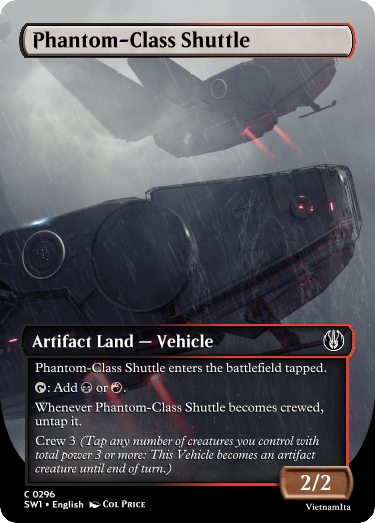 Phantom-Class Shuttle
Artifact Land — Vehicle
Phantom-Class Shuttle enters the battlefield tapped.
: Add or .
Whenever Phantom-Class Shuttle becomes crewed,
untap it.
Crew 3 (Tap any number of creatures you control with
total power 3 or more: This Vehicle becomes an artifact
creature until end of turn.)
2/2
C 0296
SW1 • English Col Price
VietnamIta